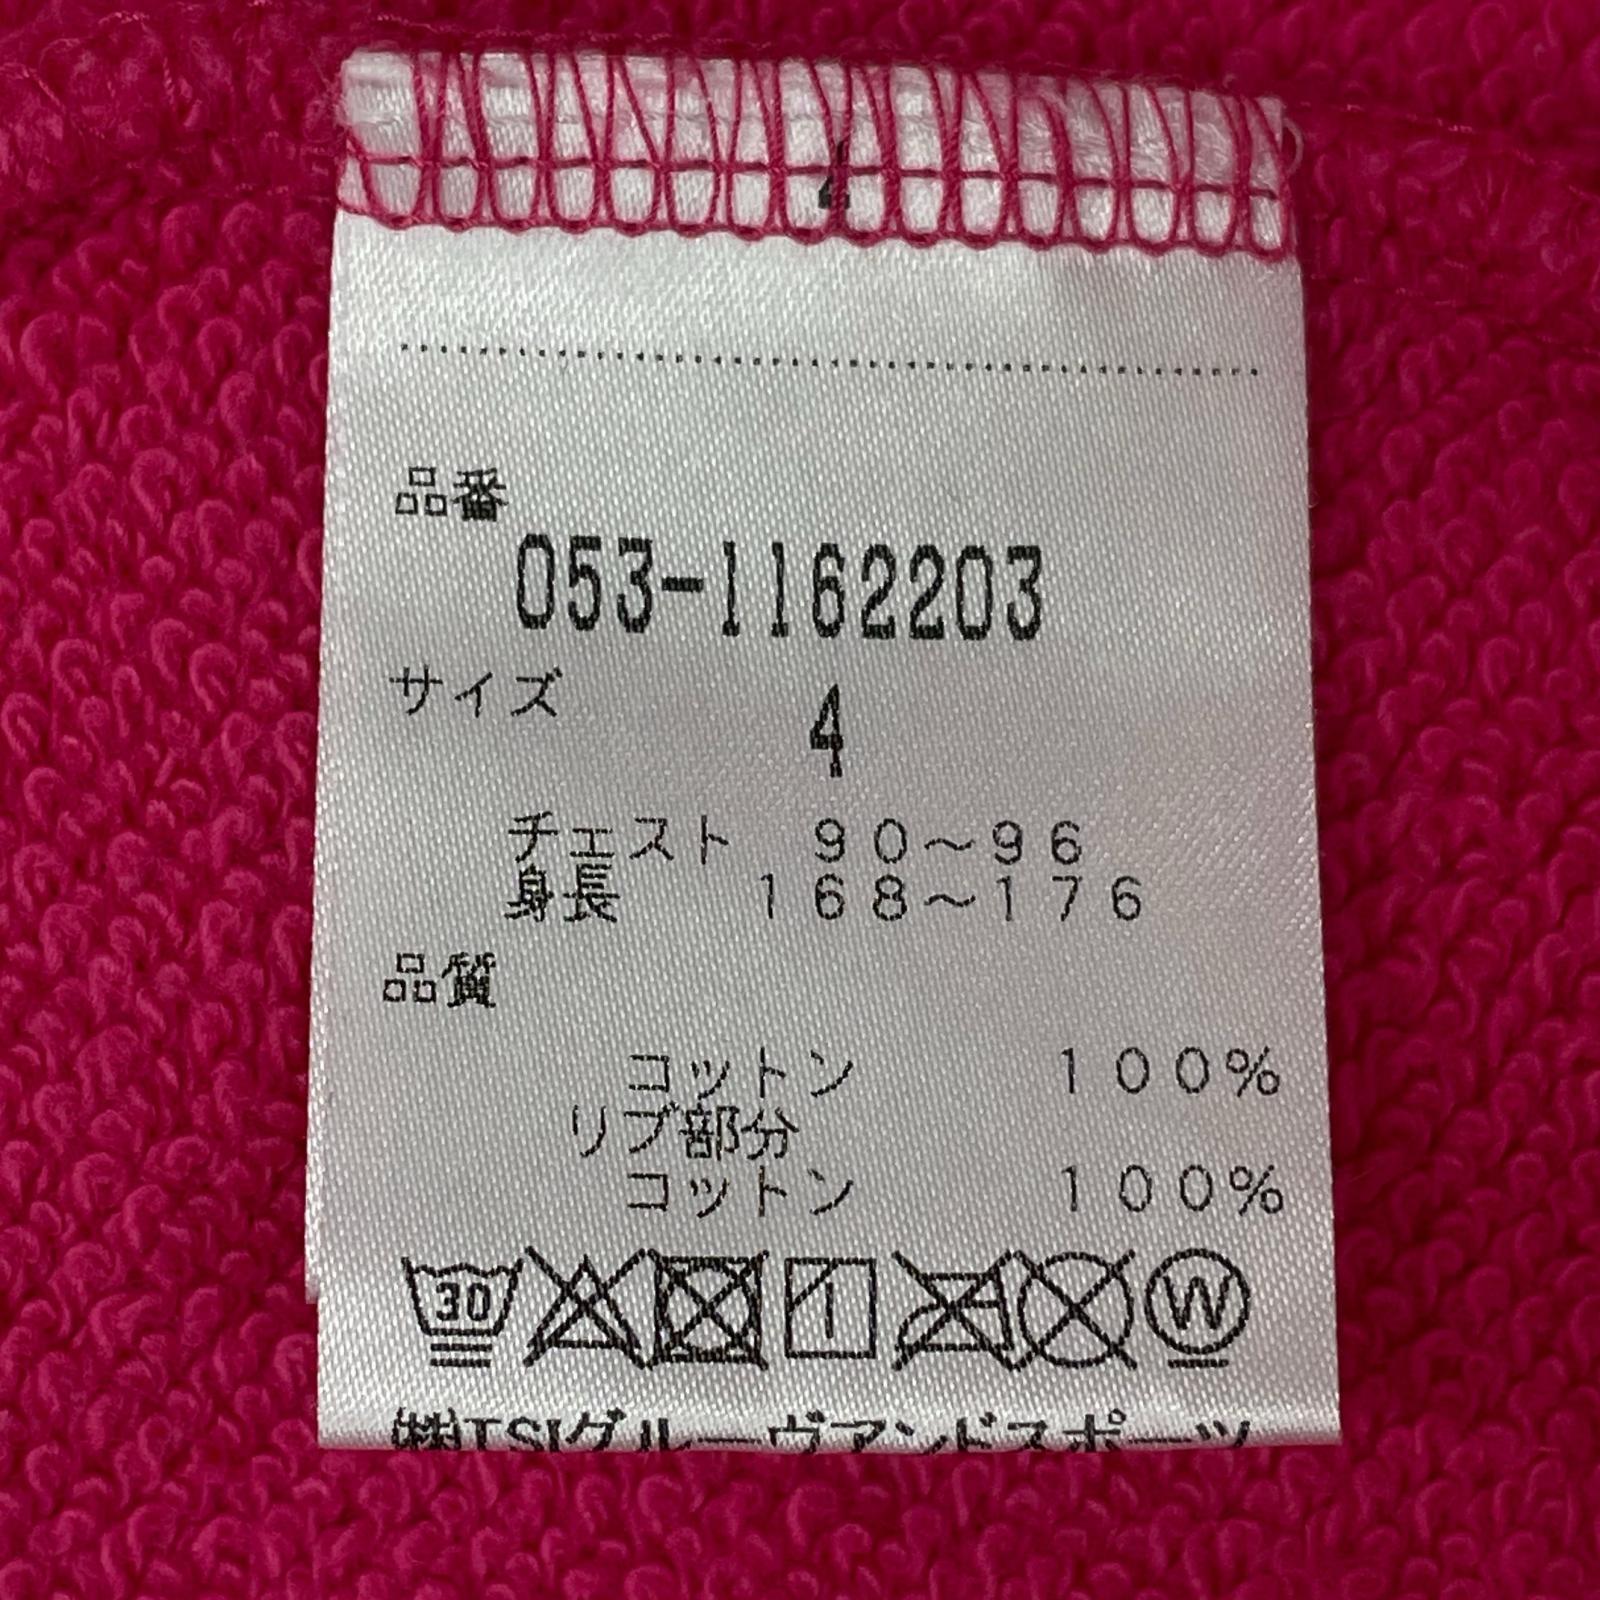 品番
053-1162203
サイズ 4
チェスト 90～96
身長 168～176
品質
コットン 100%
リブ部分
コットン 100%
30 1 W
㈱TSIグルーヴアンドスポーツ